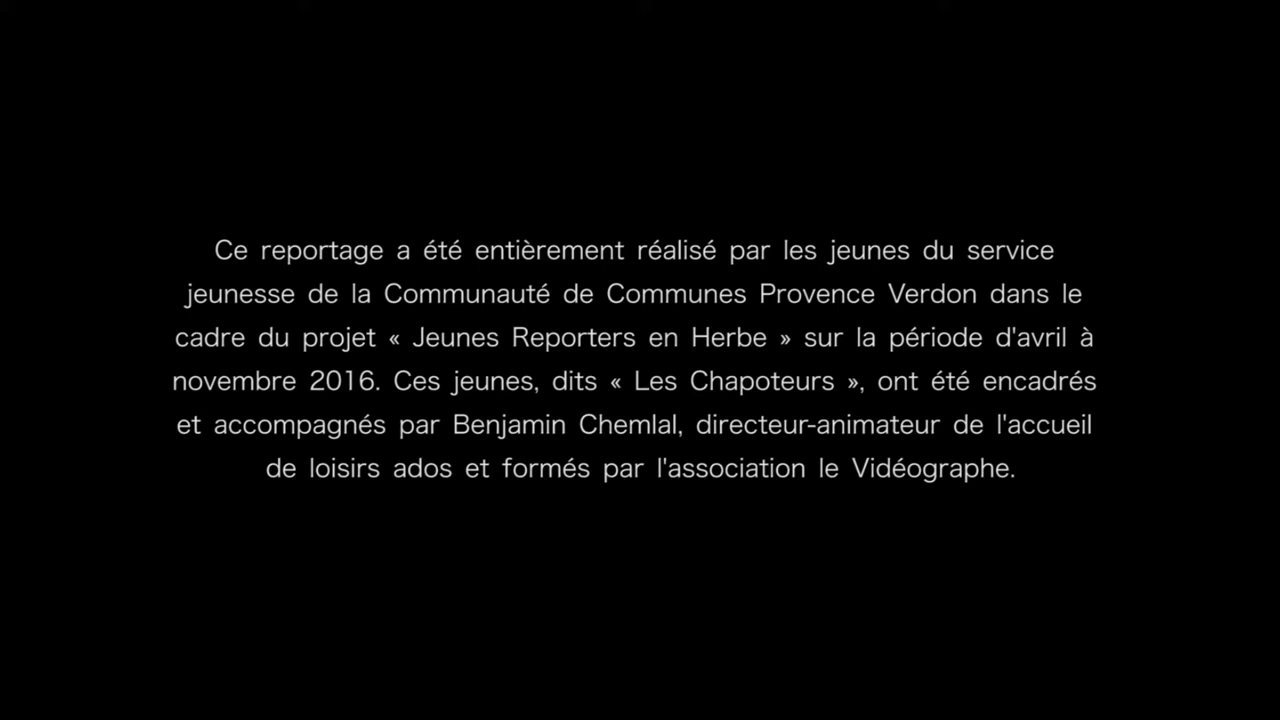 Ce reportage a été entièrement réalisé par les jeunes du service
jeunesse de la Communauté de Communes Provence Verdon dans le
cadre du projet « Jeunes Reporters en Herbe » sur la période d'avril à
novembre 2016. Ces jeunes, dits « Les Chapoteurs », ont été encadrés
et accompagnés par Benjamin Chemlal, directeur-animateur de l'accueil
de loisirs ados et formés par l'association le Vidéographe.